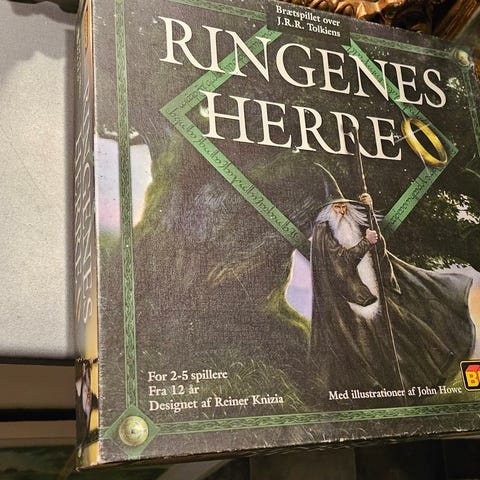 Brætspillet over
J.R.R. Tolkiens
RINGENES
HERRE
For 2-5 spillere
Fra 12 år
Designet af Reiner Knizia
Med illustrationer af John Howe